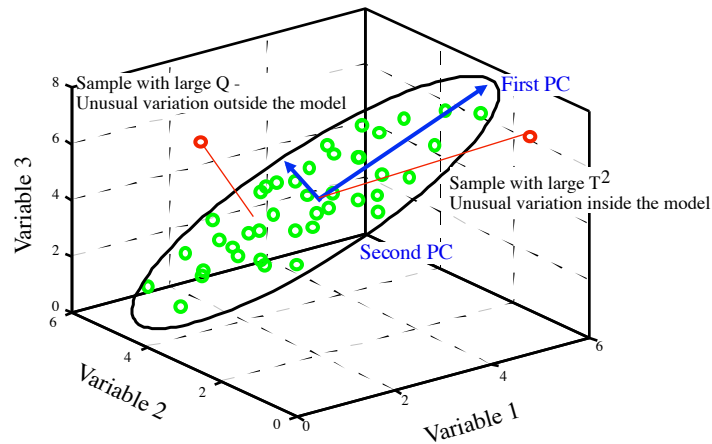 8
Sample with large Q -
Unusual variation outside the model
First PC
6
Variable 3
4
Sample with large T²
Unusual variation inside the model
2
Second PC
0
6
4
Variable 2
2
0
0
2
Variable 1
4
6